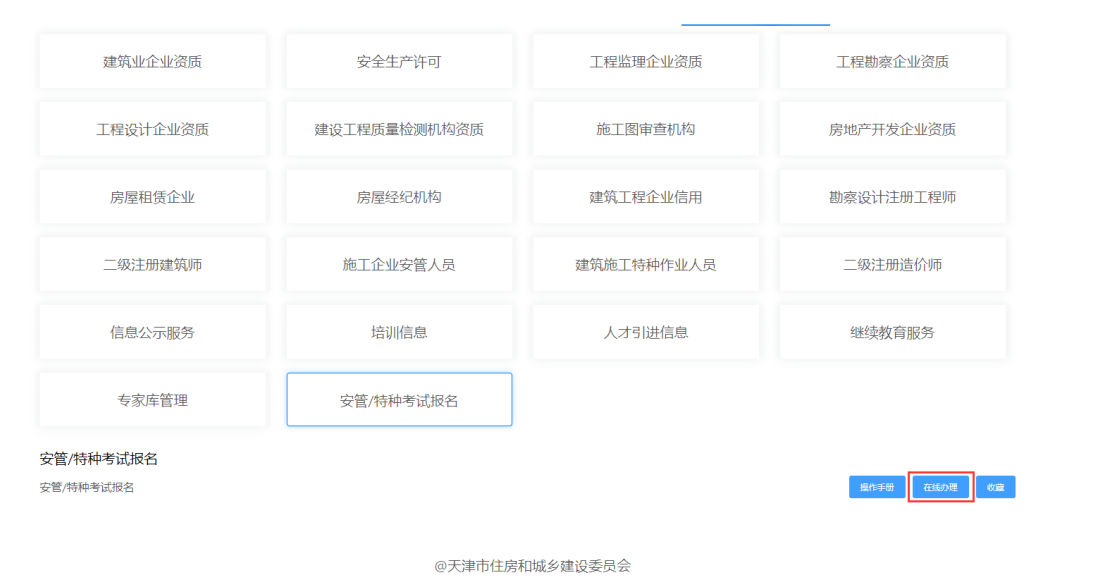 建筑业企业资质
安全生产许可
工程监理企业资质
工程勘察企业资质
工程设计企业资质
建设工程质量检测机构资质
施工图审查机构
房地产开发企业资质
房屋租赁企业
房屋经纪机构
建筑工程企业信用
勘察设计注册工程师
二级注册建筑师
施工企业安管人员
建筑施工特种作业人员
二级注册造价师
信息公示服务
培训信息
人才引进信息
继续教育服务
专家库管理
安管/特种考试报名
安管/特种考试报名
安管/特种考试报名
操作手册
在线办理
收藏
@天津市住房和城乡建设委员会